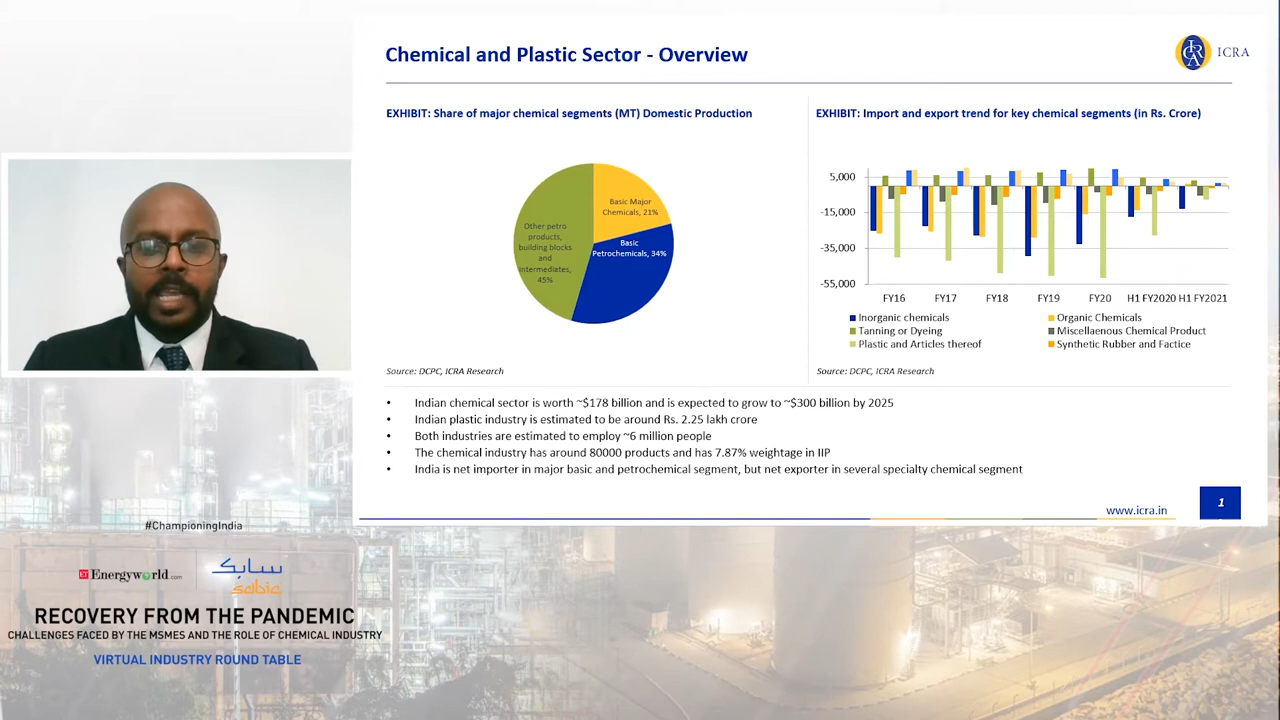 Chemical and Plastic Sector - Overview
ICRA
ICRA
EXHIBIT: Share of major chemical segments (MT) Domestic Production
Basic Major
Chemicals, 21%
Basic
Petrochemicals, 34%
Other petro
products,
building blocks
and
intermediates,
45%
Source: DCPC, ICRA Research
EXHIBIT: Import and export trend for key chemical segments (in Rs. Crore)
5,000
-15,000
-35,000
-55,000
FY16 FY17 FY18 FY19 FY20 H1 FY2020 H1 FY2021
Inorganic chemicals Organic Chemicals
Tanning or Dyeing Miscellaenous Chemical Product
Plastic and Articles thereof Synthetic Rubber and Factice
Source: DCPC, ICRA Research
• Indian chemical sector is worth ~$178 billion and is expected to grow to ~$300 billion by 2025
• Indian plastic industry is estimated to be around Rs. 2.25 lakh crore
• Both industries are estimated to employ ~6 million people
• The chemical industry has around 80000 products and has 7.87% weightage in IIP
• India is net importer in major basic and petrochemical segment, but net exporter in several specialty chemical segment
www.icra.in
1
#ChampioningIndia
ET Energyworld.com
سابك
sabic
RECOVERY FROM THE PANDEMIC
CHALLENGES FACED BY THE MSMES AND THE ROLE OF CHEMICAL INDUSTRY
VIRTUAL INDUSTRY ROUND TABLE